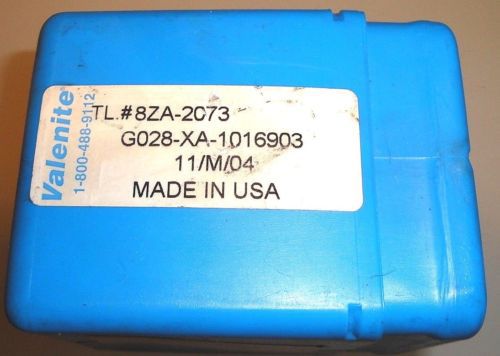 Valenite
1-800-488-9112
TL.#8ZA-2073
G028-XA-1016903
11/M/04
MADE IN USA